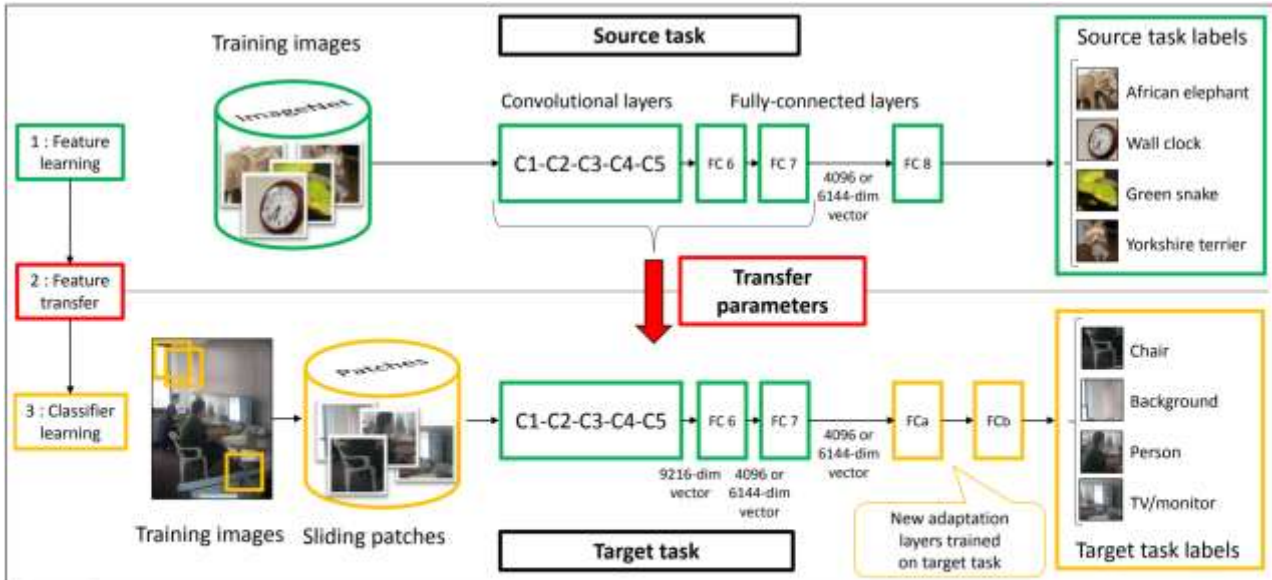 Training images
Source task
Source task labels
ImageNet
Convolutional layers
Fully-connected layers
African elephant
1 : Feature
learning
C1-C2-C3-C4-C5
FC 6
FC 7
FC 8
4096 or
6144-dim
vector
Wall clock
Green snake
Yorkshire terrier
2 : Feature
transfer
Transfer
parameters
Patches
Chair
3 : Classifier
learning
C1-C2-C3-C4-C5
FC 6
FC 7
FCa
FCb
Background
9216-dim
vector
4096 or
6144-dim
vector
4096 or
6144-dim
vector
Person
TV/monitor
Training images
Sliding patches
Target task
New adaptation
layers trained
on target task
Target task labels